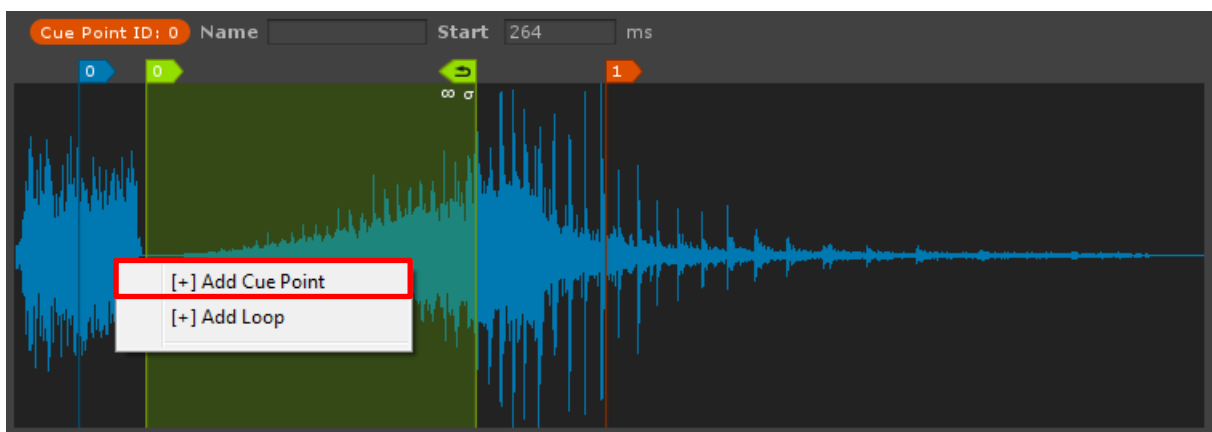 Cue Point ID: 0 Name Start 264 ms
0 0 1
∞ σ
[+] Add Cue Point
[+] Add Loop